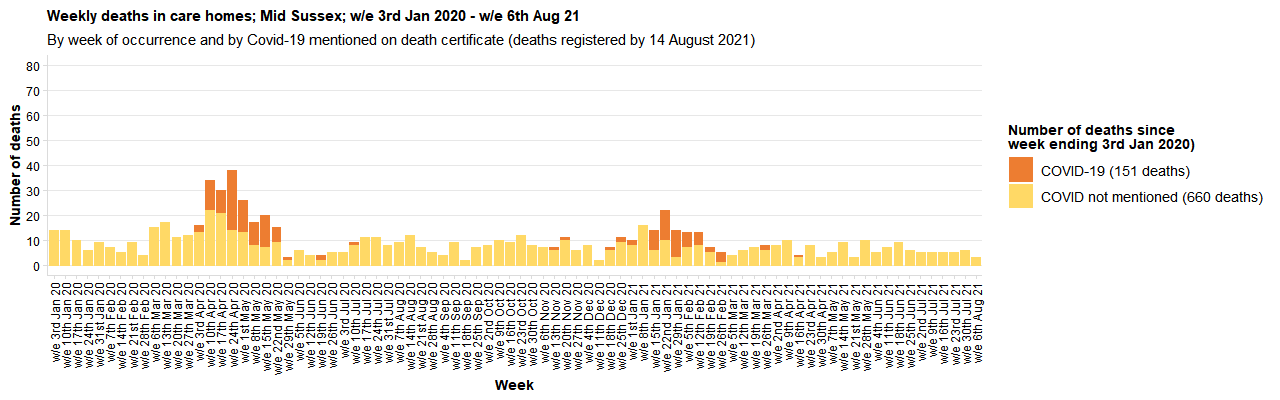 Weekly deaths in care homes; Mid Sussex; w/e 3rd Jan 2020 - w/e 6th Aug 21
By week of occurrence and by Covid-19 mentioned on death certificate (deaths registered by 14 August 2021)
Number of deaths
80
70
60
50
40
30
20
10
0
w/e 3rd Jan 20
w/e 10th Jan 20
w/e 17th Jan 20
w/e 24th Jan 20
w/e 31st Jan 20
w/e 7th Feb 20
w/e 14th Feb 20
w/e 21st Feb 20
w/e 28th Feb 20
w/e 6th Mar 20
w/e 13th Mar 20
w/e 20th Mar 20
w/e 27th Mar 20
w/e 3rd Apr 20
w/e 10th Apr 20
w/e 17th Apr 20
w/e 24th Apr 20
w/e 1st May 20
w/e 8th May 20
w/e 15th May 20
w/e 22nd May 20
w/e 29th May 20
w/e 5th Jun 20
w/e 12th Jun 20
w/e 19th Jun 20
w/e 26th Jun 20
w/e 3rd Jul 20
w/e 10th Jul 20
w/e 17th Jul 20
w/e 24th Jul 20
w/e 31st Jul 20
w/e 7th Aug 20
w/e 14th Aug 20
w/e 21st Aug 20
w/e 28th Aug 20
w/e 4th Sep 20
w/e 11th Sep 20
w/e 18th Sep 20
w/e 25th Sep 20
w/e 2nd Oct 20
w/e 9th Oct 20
w/e 16th Oct 20
w/e 23rd Oct 20
w/e 30th Oct 20
w/e 6th Nov 20
w/e 13th Nov 20
w/e 20th Nov 20
w/e 27th Nov 20
w/e 4th Dec 20
w/e 11th Dec 20
w/e 18th Dec 20
w/e 25th Dec 20
w/e 1st Jan 21
w/e 8th Jan 21
w/e 15th Jan 21
w/e 22nd Jan 21
w/e 29th Jan 21
w/e 5th Feb 21
w/e 12th Feb 21
w/e 19th Feb 21
w/e 26th Feb 21
w/e 5th Mar 21
w/e 12th Mar 21
w/e 19th Mar 21
w/e 26th Mar 21
w/e 2nd Apr 21
w/e 9th Apr 21
w/e 16th Apr 21
w/e 23rd Apr 21
w/e 30th Apr 21
w/e 7th May 21
w/e 14th May 21
w/e 21st May 21
w/e 28th May 21
w/e 4th Jun 21
w/e 11th Jun 21
w/e 18th Jun 21
w/e 25th Jun 21
w/e 2nd Jul 21
w/e 9th Jul 21
w/e 16th Jul 21
w/e 23rd Jul 21
w/e 30th Jul 21
w/e 6th Aug 21
Week
Number of deaths since
week ending 3rd Jan 2020)
COVID-19 (151 deaths)
COVID not mentioned (660 deaths)